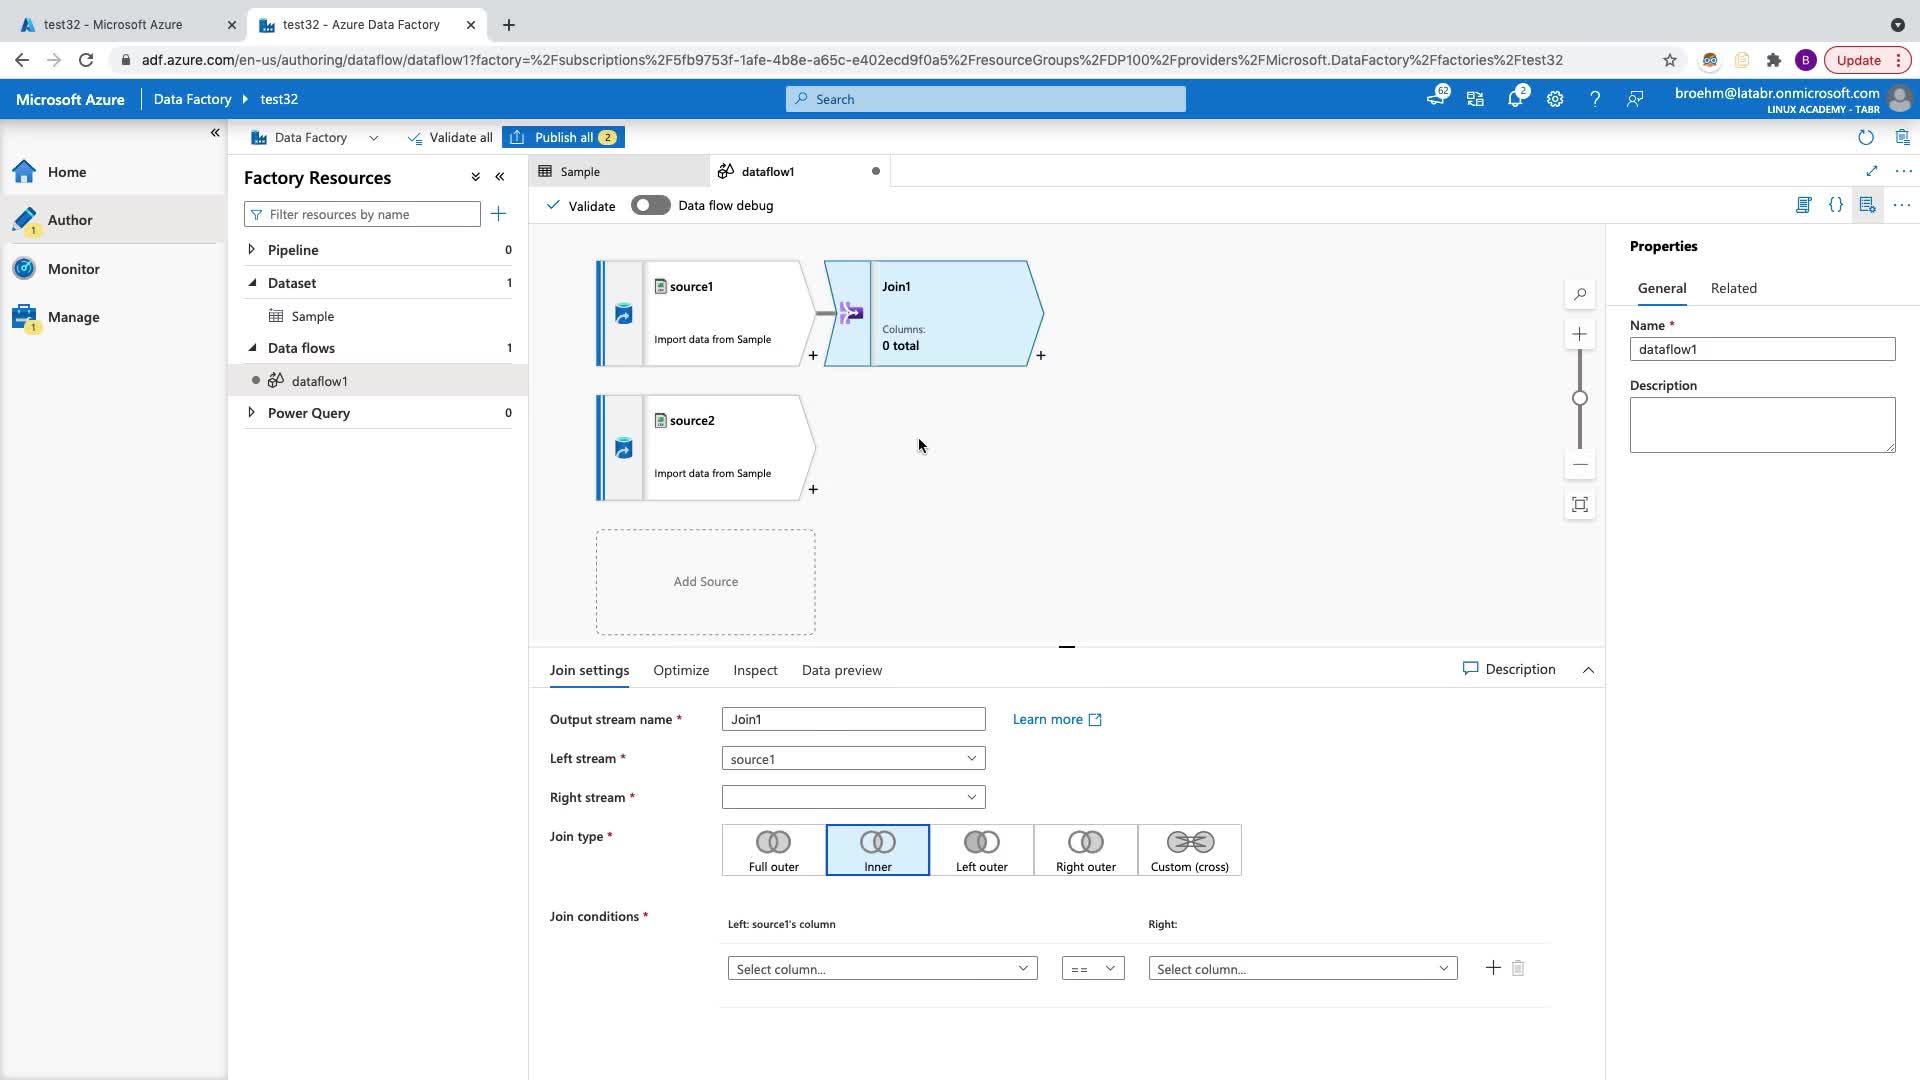 test32 - Microsoft Azure
test32 - Azure Data Factory
adf.azure.com/en-us/authoring/dataflow/dataflow1?factory=%2Fsubscriptions%2F5fb9753f-1afe-4b8e-a65c-e402ecd9f0a5%2FresourceGroups%2FDP100%2Fproviders%2FMicrosoft.DataFactory%2Ffactories%2Ftest32
B
Update
Microsoft Azure
Data Factory
test32
Search
62
2
broehm@latabr.onmicrosoft.com
LINUX ACADEMY - TABR
Home
Author
1
Monitor
Manage
1
Data Factory
Validate all
Publish all 2
Factory Resources
Filter resources by name
Pipeline 0
Dataset 1
Sample
Data flows 1
dataflow1
Power Query 0
Sample
dataflow1
Validate
Data flow debug
source1
Import data from Sample
+
Join1
Columns:
0 total
+
source2
Import data from Sample
+
Add Source
Join settings
Optimize
Inspect
Data preview
Description
Output stream name *
Join1
Learn more
Left stream *
source1
Right stream *
Join type *
Full outer
Inner
Left outer
Right outer
Custom (cross)
Join conditions *
Left: source1's column
Right:
Select column...
==
Select column...
Properties
General
Related
Name *
dataflow1
Description